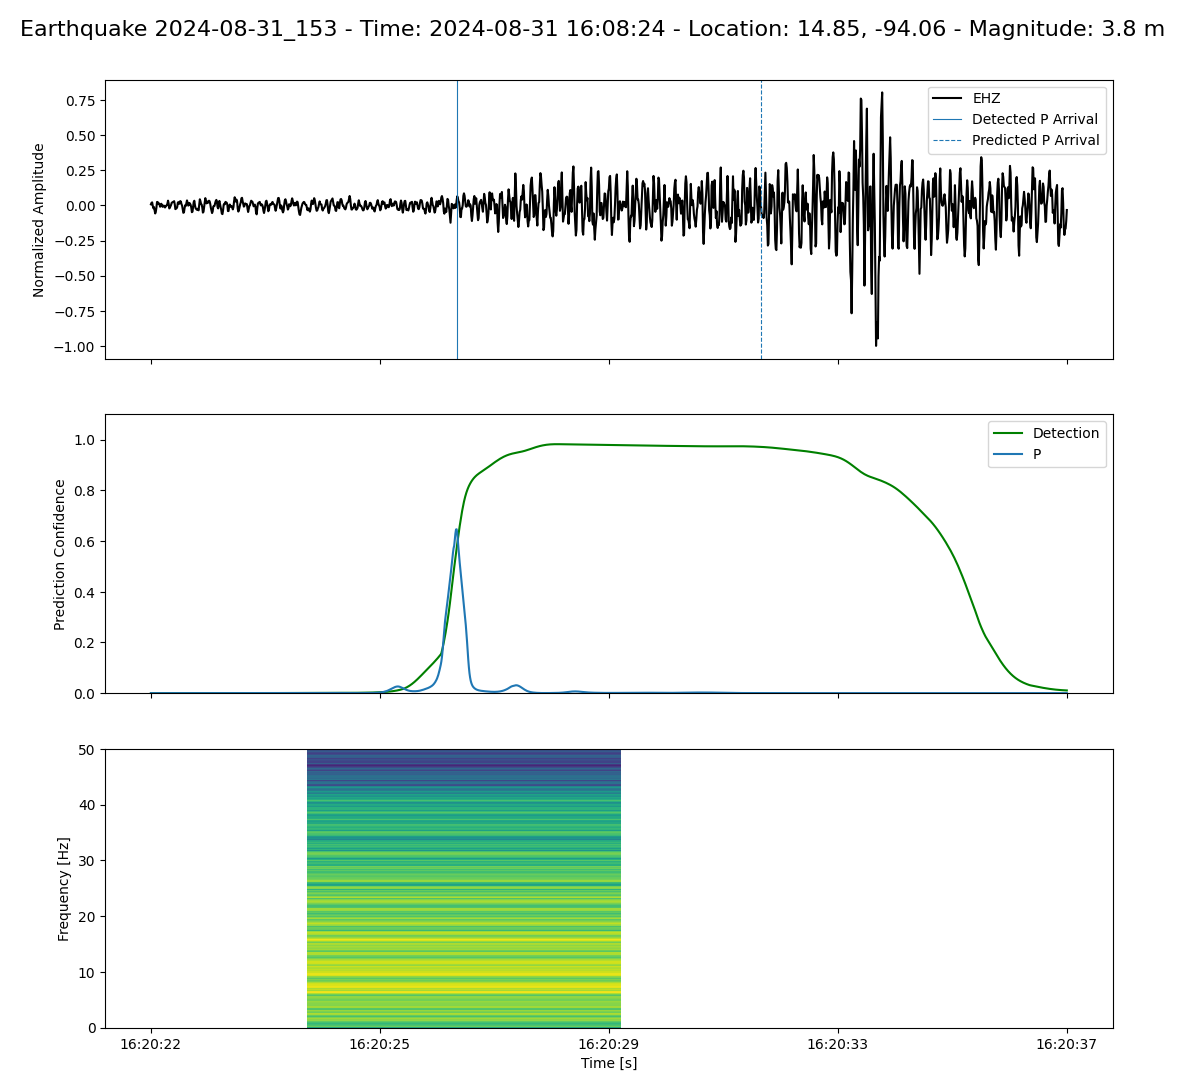 Earthquake 2024-08-31_153 - Time: 2024-08-31 16:08:24 - Location: 14.85, -94.06 - Magnitude: 3.8 m
EHZ
Detected P Arrival
Predicted P Arrival
0.75
0.50
0.25
0.00
−0.25
−0.50
−0.75
−1.00
Normalized Amplitude
Detection
P
1.0
0.8
0.6
0.4
0.2
0.0
Prediction Confidence
50
40
30
20
10
0
Frequency [Hz]
16:20:22 16:20:25 16:20:29 16:20:33 16:20:37
Time [s]